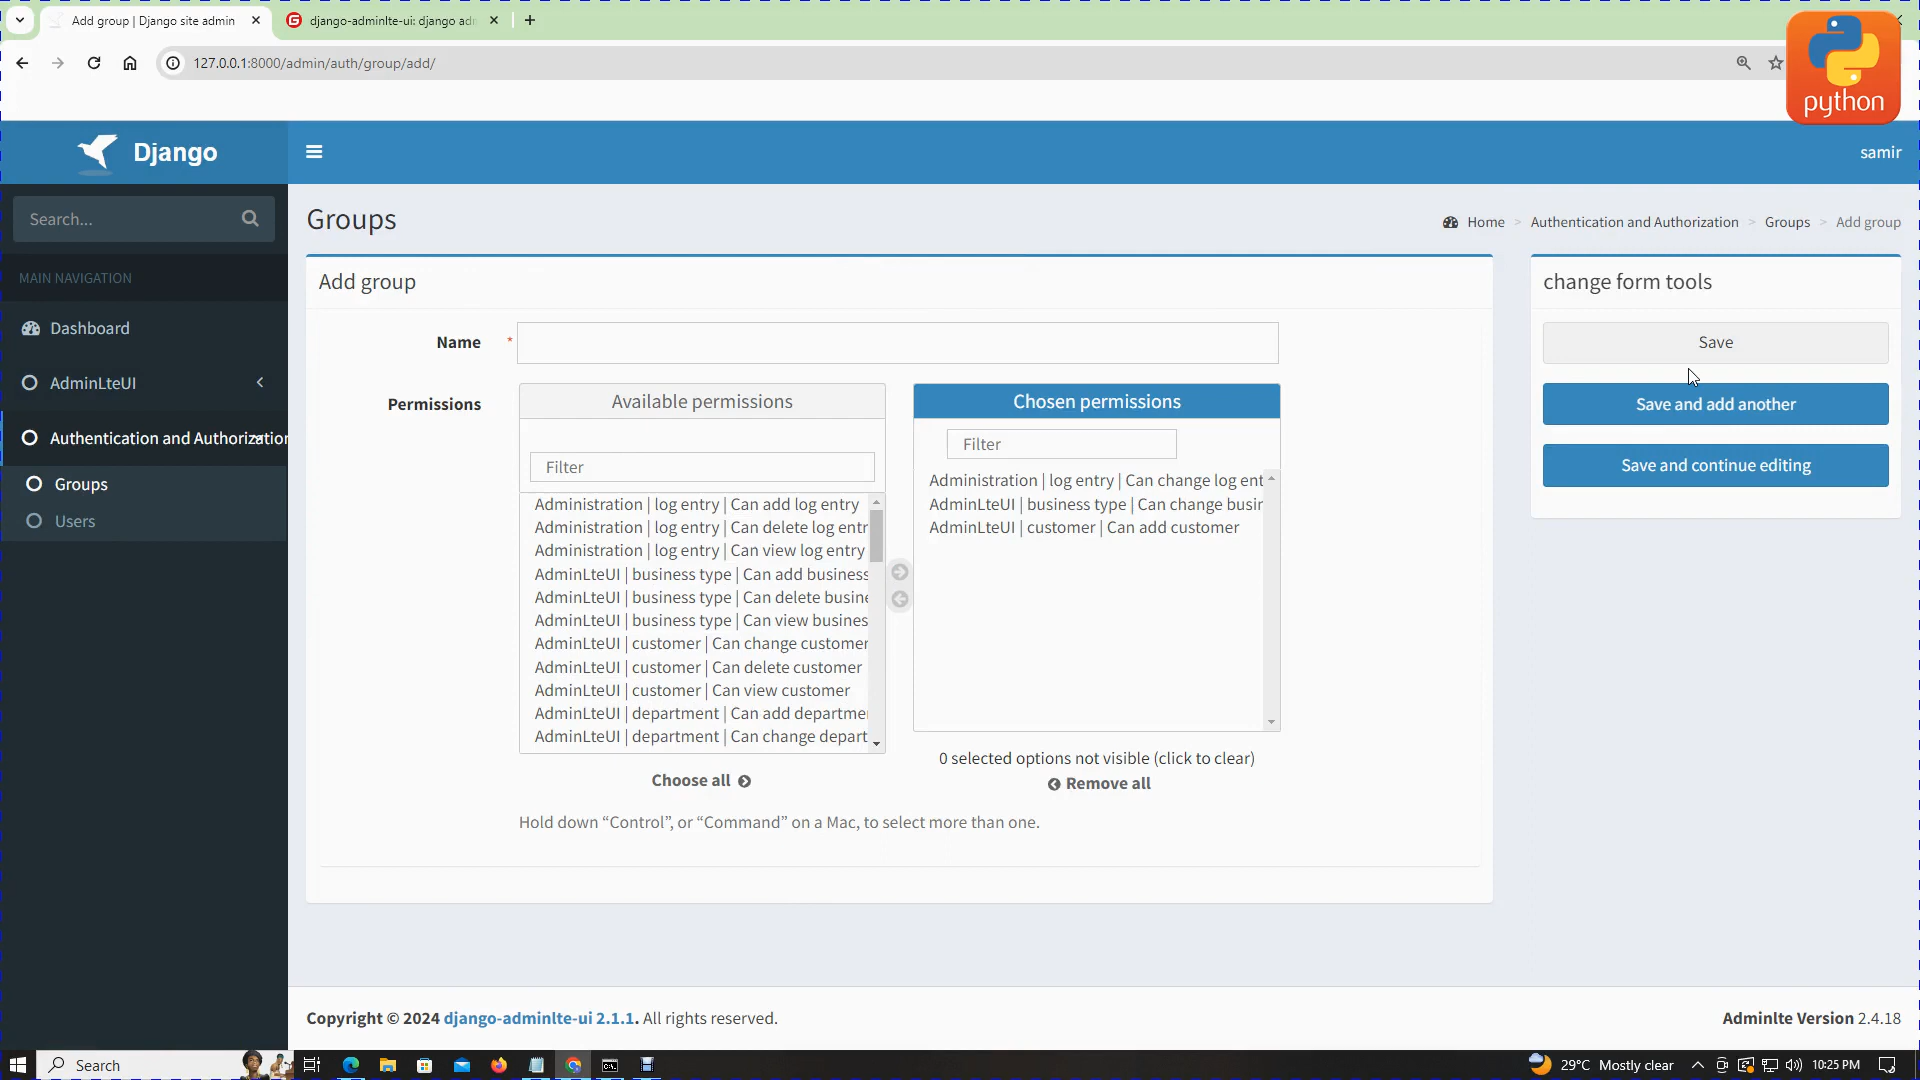 Add group | Django site admin
django-adminlte-ui: django adm
127.0.0.1:8000/admin/auth/group/add/
python
Django
samir
Search...
Groups
Home > Authentication and Authorization > Groups > Add group
MAIN NAVIGATION
Dashboard
AdminLteUI
Authentication and Authorization
Groups
Users
Add group
Name *
Permissions
Available permissions
Filter
Administration | log entry | Can add log entry
Administration | log entry | Can delete log entr
Administration | log entry | Can view log entry
AdminLteUI | business type | Can add business
AdminLteUI | business type | Can delete busine
AdminLteUI | business type | Can view busines
AdminLteUI | customer | Can change customer
AdminLteUI | customer | Can delete customer
AdminLteUI | customer | Can view customer
AdminLteUI | department | Can add departme
AdminLteUI | department | Can change depart
Choose all
Chosen permissions
Filter
Administration | log entry | Can change log ent
AdminLteUI | business type | Can change busir
AdminLteUI | customer | Can add customer
0 selected options not visible (click to clear)
Remove all
Hold down “Control”, or “Command” on a Mac, to select more than one.
change form tools
Save
Save and add another
Save and continue editing
Copyright © 2024 django-adminlte-ui 2.1.1. All rights reserved.
Adminlte Version 2.4.18
Search
29°C Mostly clear
10:25 PM